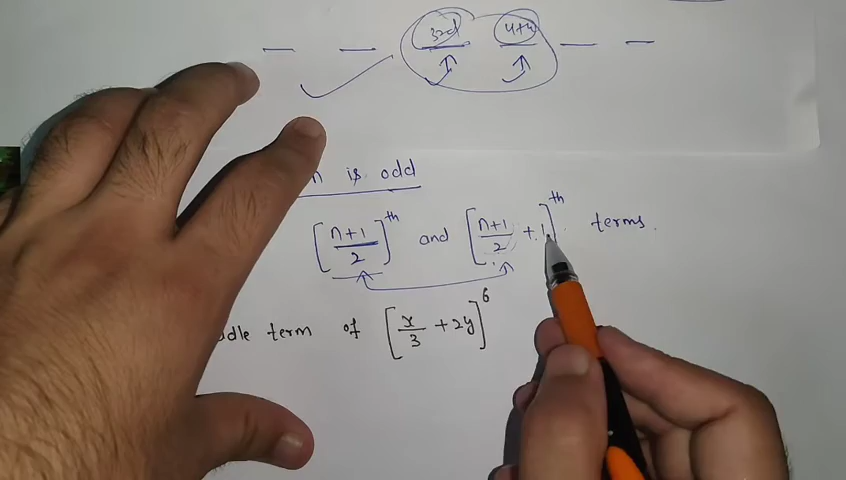 3rd 4th
n is odd
[n+1/2]^th and [n+1/2 + 1]^th terms.
term of [x/3 + 2y]^6